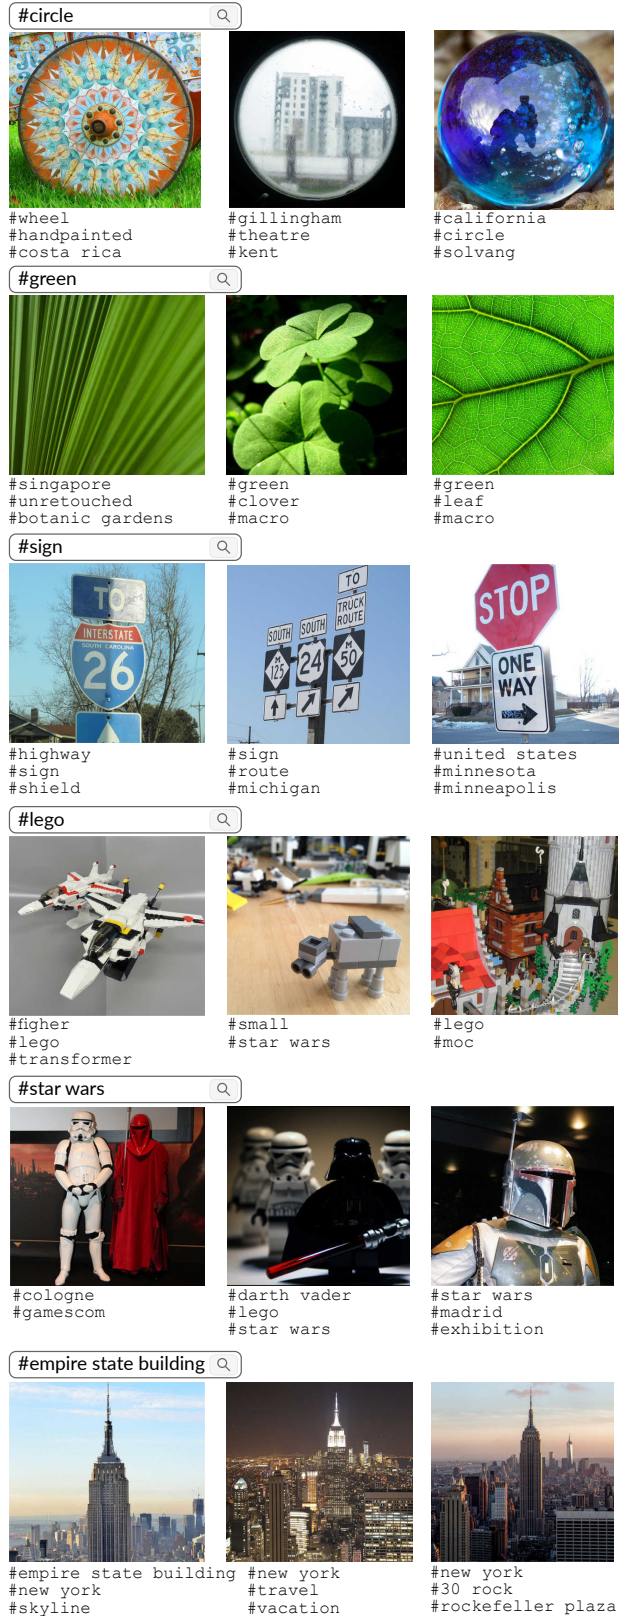 #circle
#wheel
#handpainted
#costa rica
#gillingham
#theatre
#kent
#california
#circle
#solvang
#green
#singapore
#unretouched
#botanic gardens
#green
#clover
#macro
#green
#leaf
#macro
#sign
TO
INTERSTATE
SOUTH CAROLINA
26
TO
TRUCK
ROUTE
SOUTH
SOUTH
M
125
24
M
50
STOP
ONE
WAY
#highway
#sign
#shield
#sign
#route
#michigan
#united states
#minnesota
#minneapolis
#lego
#figher
#lego
#transformer
#small
#star wars
#lego
#moc
#star wars
#cologne
#gamescom
#darth vader
#lego
#star wars
#star wars
#madrid
#exhibition
#empire state building
#empire state building
#new york
#skyline
#new york
#travel
#vacation
#new york
#30 rock
#rockefeller plaza